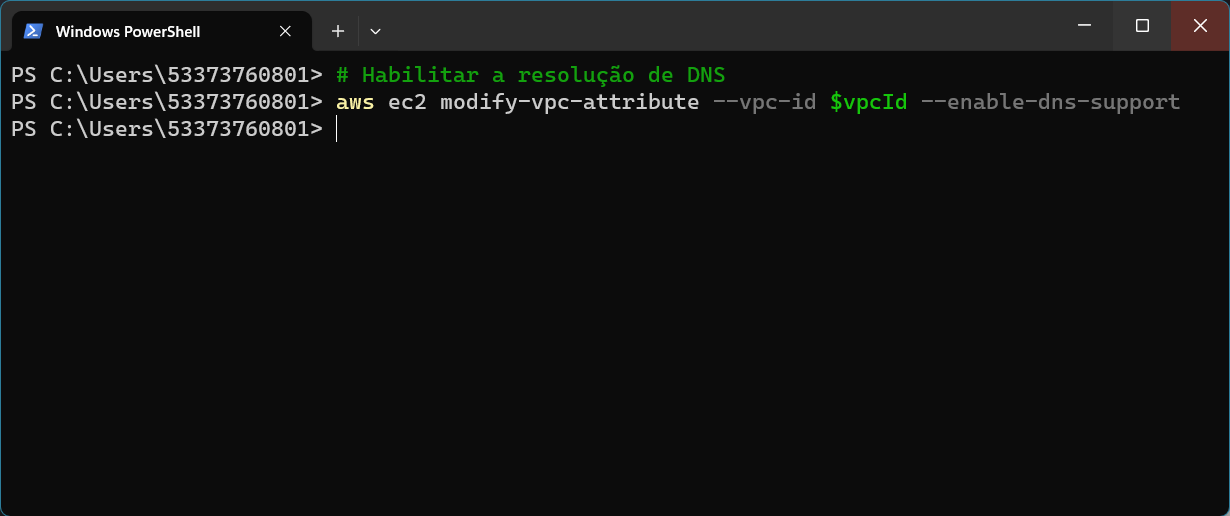 Windows PowerShell
PS C:\Users\53373760801> # Habilitar a resolução de DNS
PS C:\Users\53373760801> aws ec2 modify-vpc-attribute --vpc-id $vpcId --enable-dns-support
PS C:\Users\53373760801>